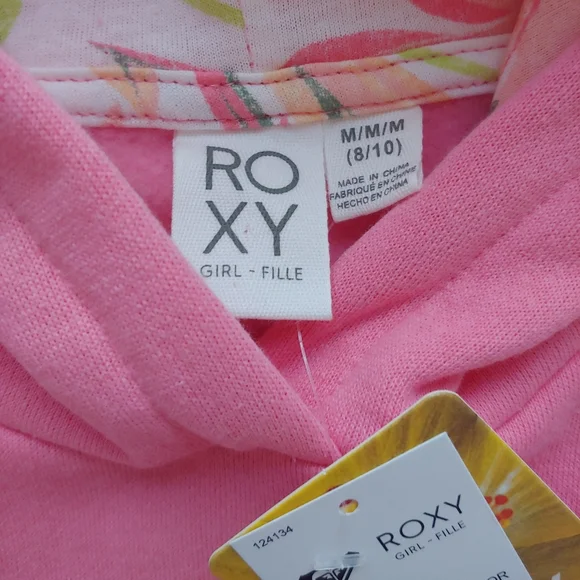 RO
XY
GIRL ~ FILLE
M/M/M
(8/10)
MADE IN CHINA
FABRIQUÉ EN CHINE
HECHO EN CHINA
124134
ROXY
GIRL - FILLE